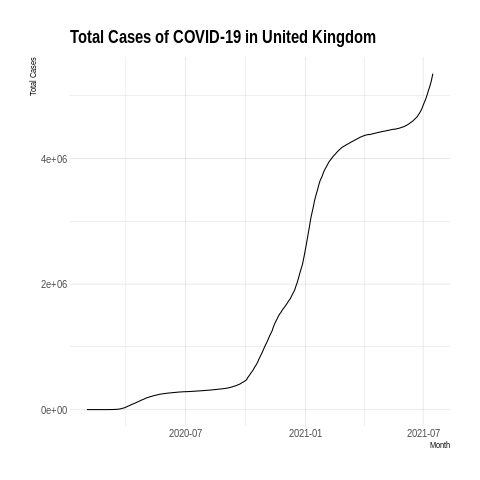 Total Cases of COVID-19 in United Kingdom
Total Cases
4e+06
2e+06
0e+00
2020-07 2021-01 2021-07
Month